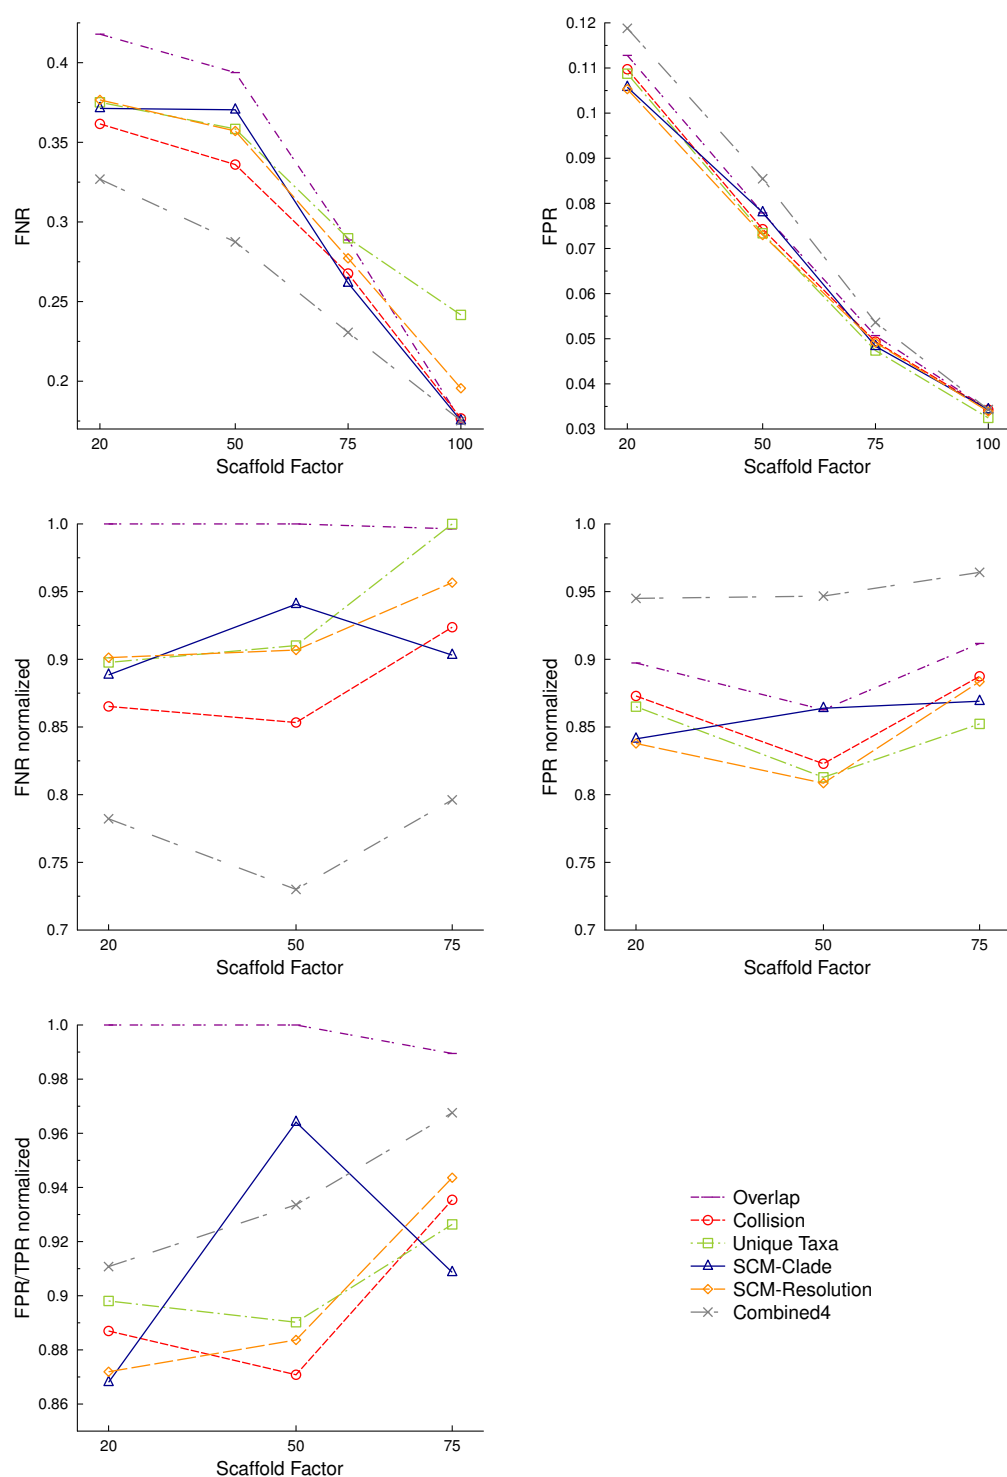 FNR
0.4
0.35
0.3
0.25
0.2
20 50 75 100
Scaffold Factor
FPR
0.12
0.11
0.1
0.09
0.08
0.07
0.06
0.05
0.04
0.03
20 50 75 100
Scaffold Factor
FNR normalized
1.0
0.95
0.9
0.85
0.8
0.75
0.7
20 50 75
Scaffold Factor
FPR normalized
1.0
0.95
0.9
0.85
0.8
0.75
0.7
20 50 75
Scaffold Factor
FPR/TPR normalized
1.0
0.98
0.96
0.94
0.92
0.9
0.88
0.86
20 50 75
Scaffold Factor
Overlap
Collision
Unique Taxa
SCM-Clade
SCM-Resolution
Combined4